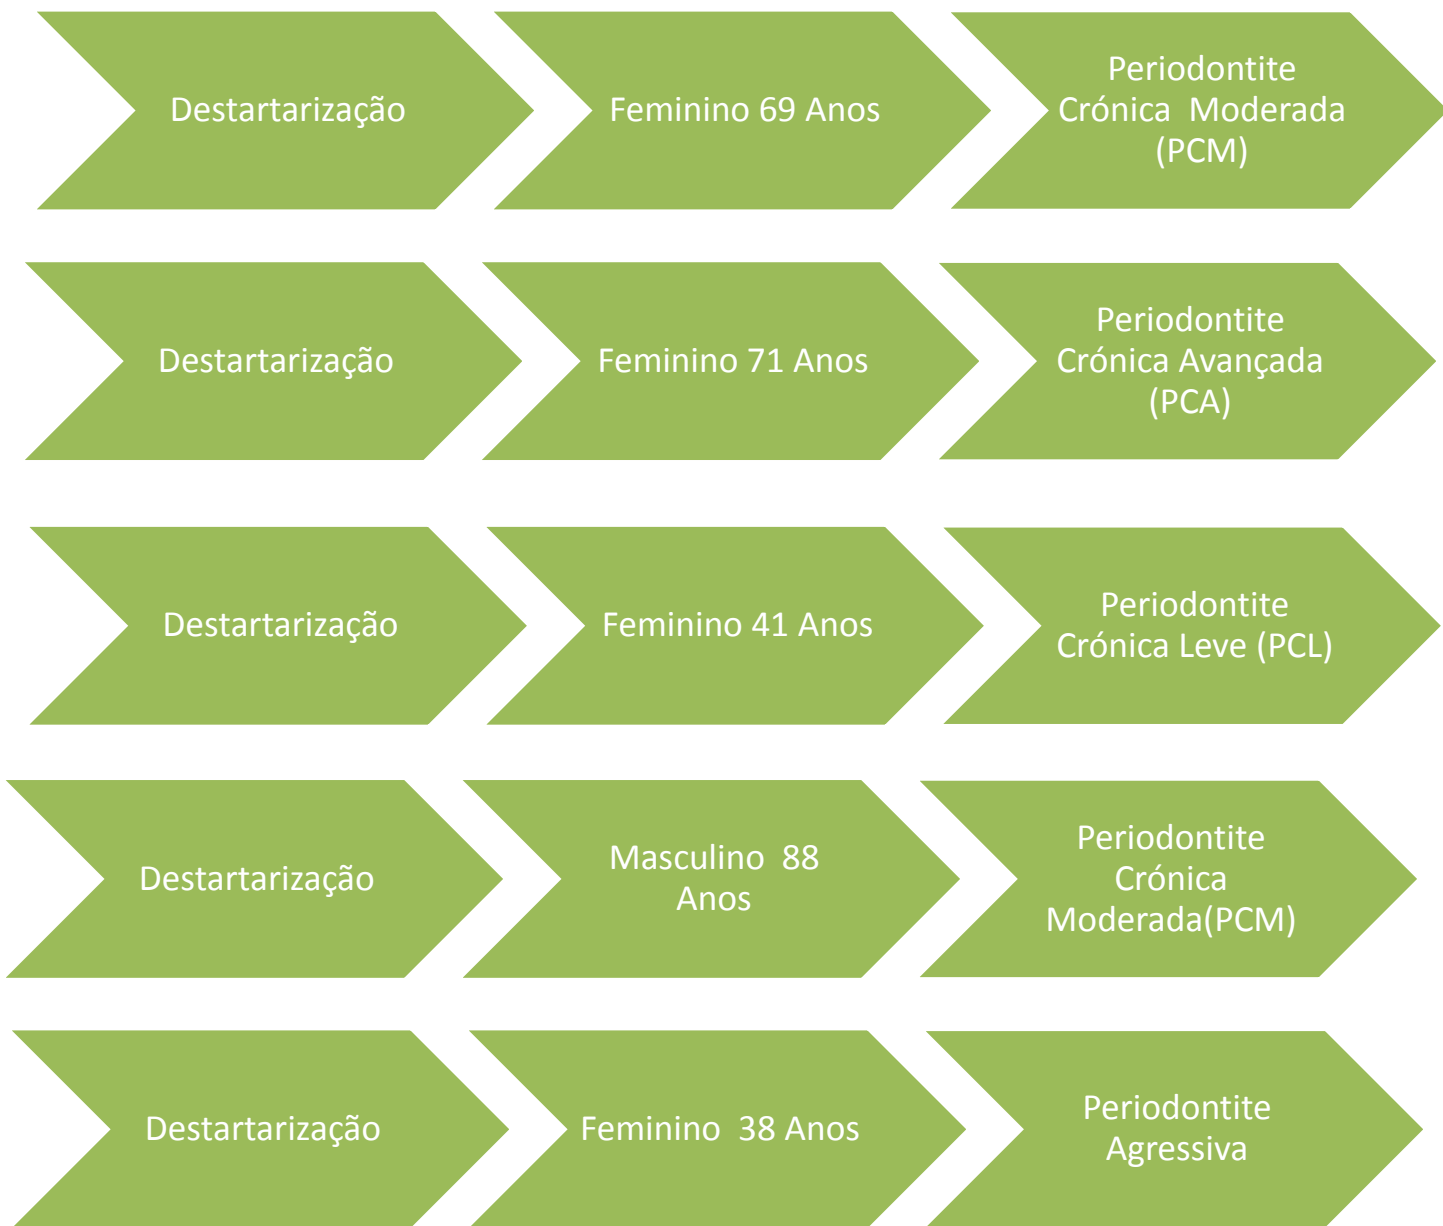 Destartarização
Feminino 69 Anos
Periodontite
Crónica  Moderada
(PCM)
Destartarização
Feminino 71 Anos
Periodontite
Crónica Avançada
(PCA)
Destartarização
Feminino 41 Anos
Periodontite
Crónica Leve (PCL)
Destartarização
Masculino  88
Anos
Periodontite
Crónica
Moderada(PCM)
Destartarização
Feminino  38 Anos
Periodontite
Agressiva